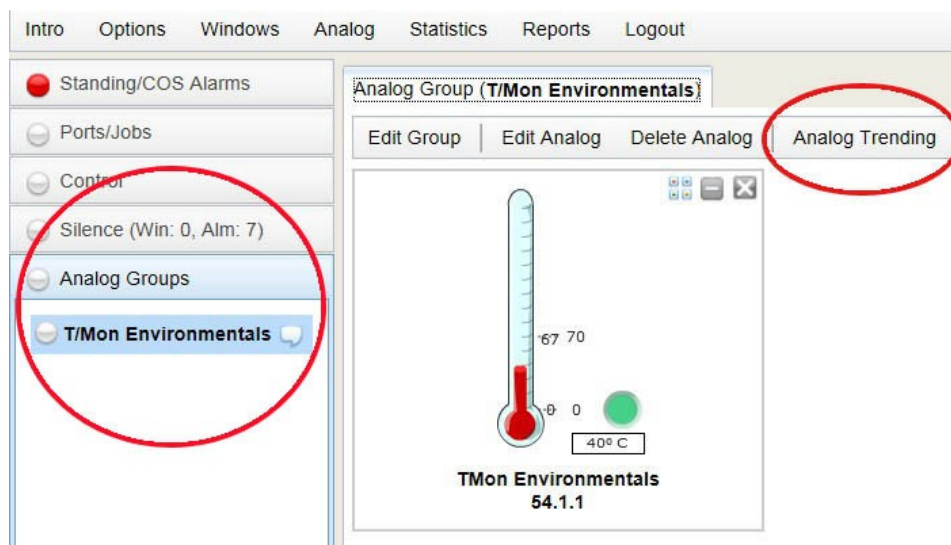 Intro Options Windows Analog Statistics Reports Logout
Standing/COS Alarms
Ports/Jobs
Control
Silence (Win: 0, Alm: 7)
Analog Groups
T/Mon Environmentals
Analog Group (T/Mon Environmentals)
Edit Group Edit Analog Delete Analog Analog Trending
67 70
0 0
40º C
TMon Environmentals
54.1.1